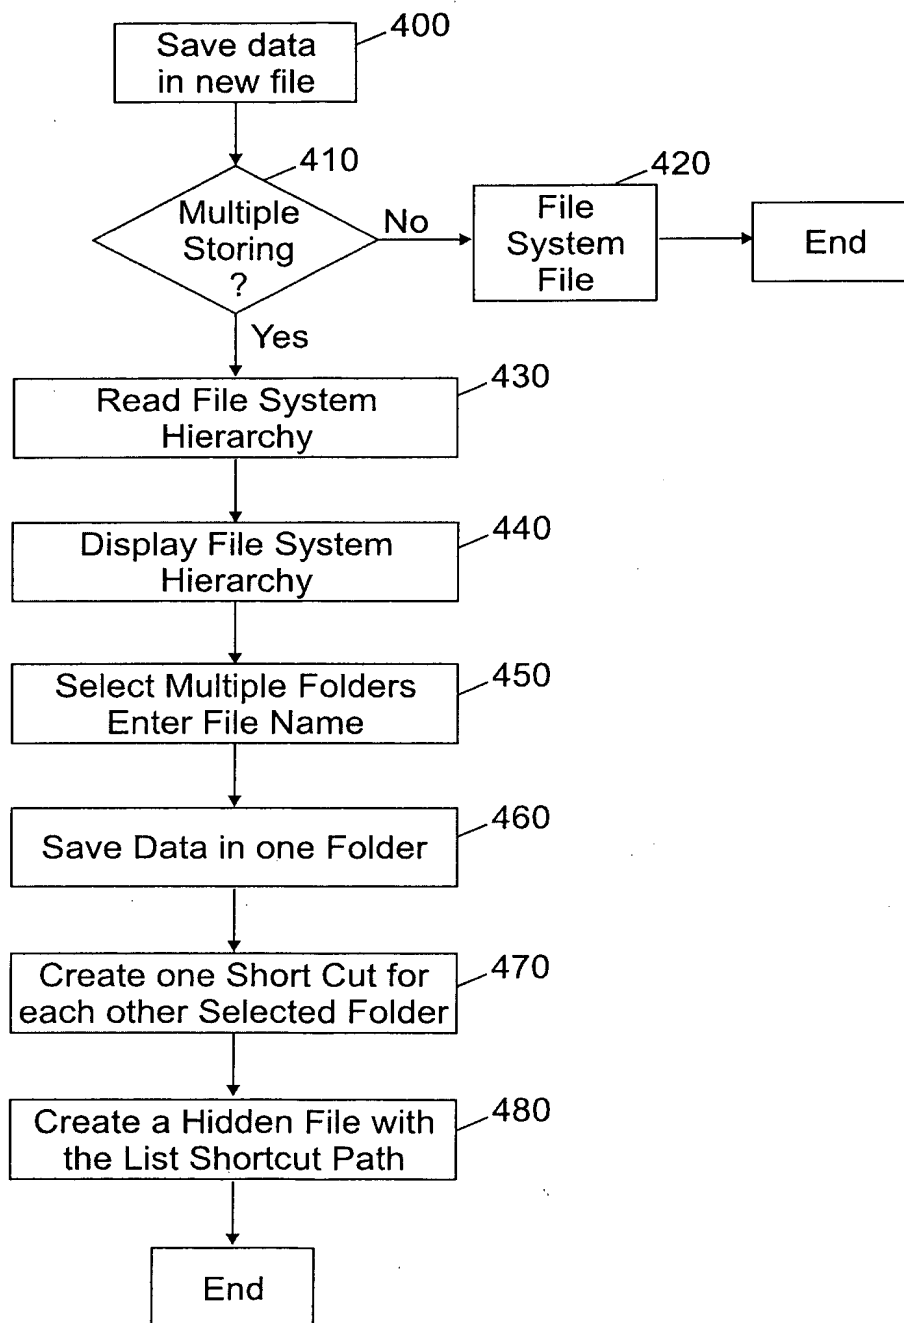 Save data
in new file
400
Multiple
Storing
?
410
No
File
System
File
420
End
Yes
Read File System
Hierarchy
430
Display File System
Hierarchy
440
Select Multiple Folders
Enter File Name
450
Save Data in one Folder
460
Create one Short Cut for
each other Selected Folder
470
Create a Hidden File with
the List Shortcut Path
480
End